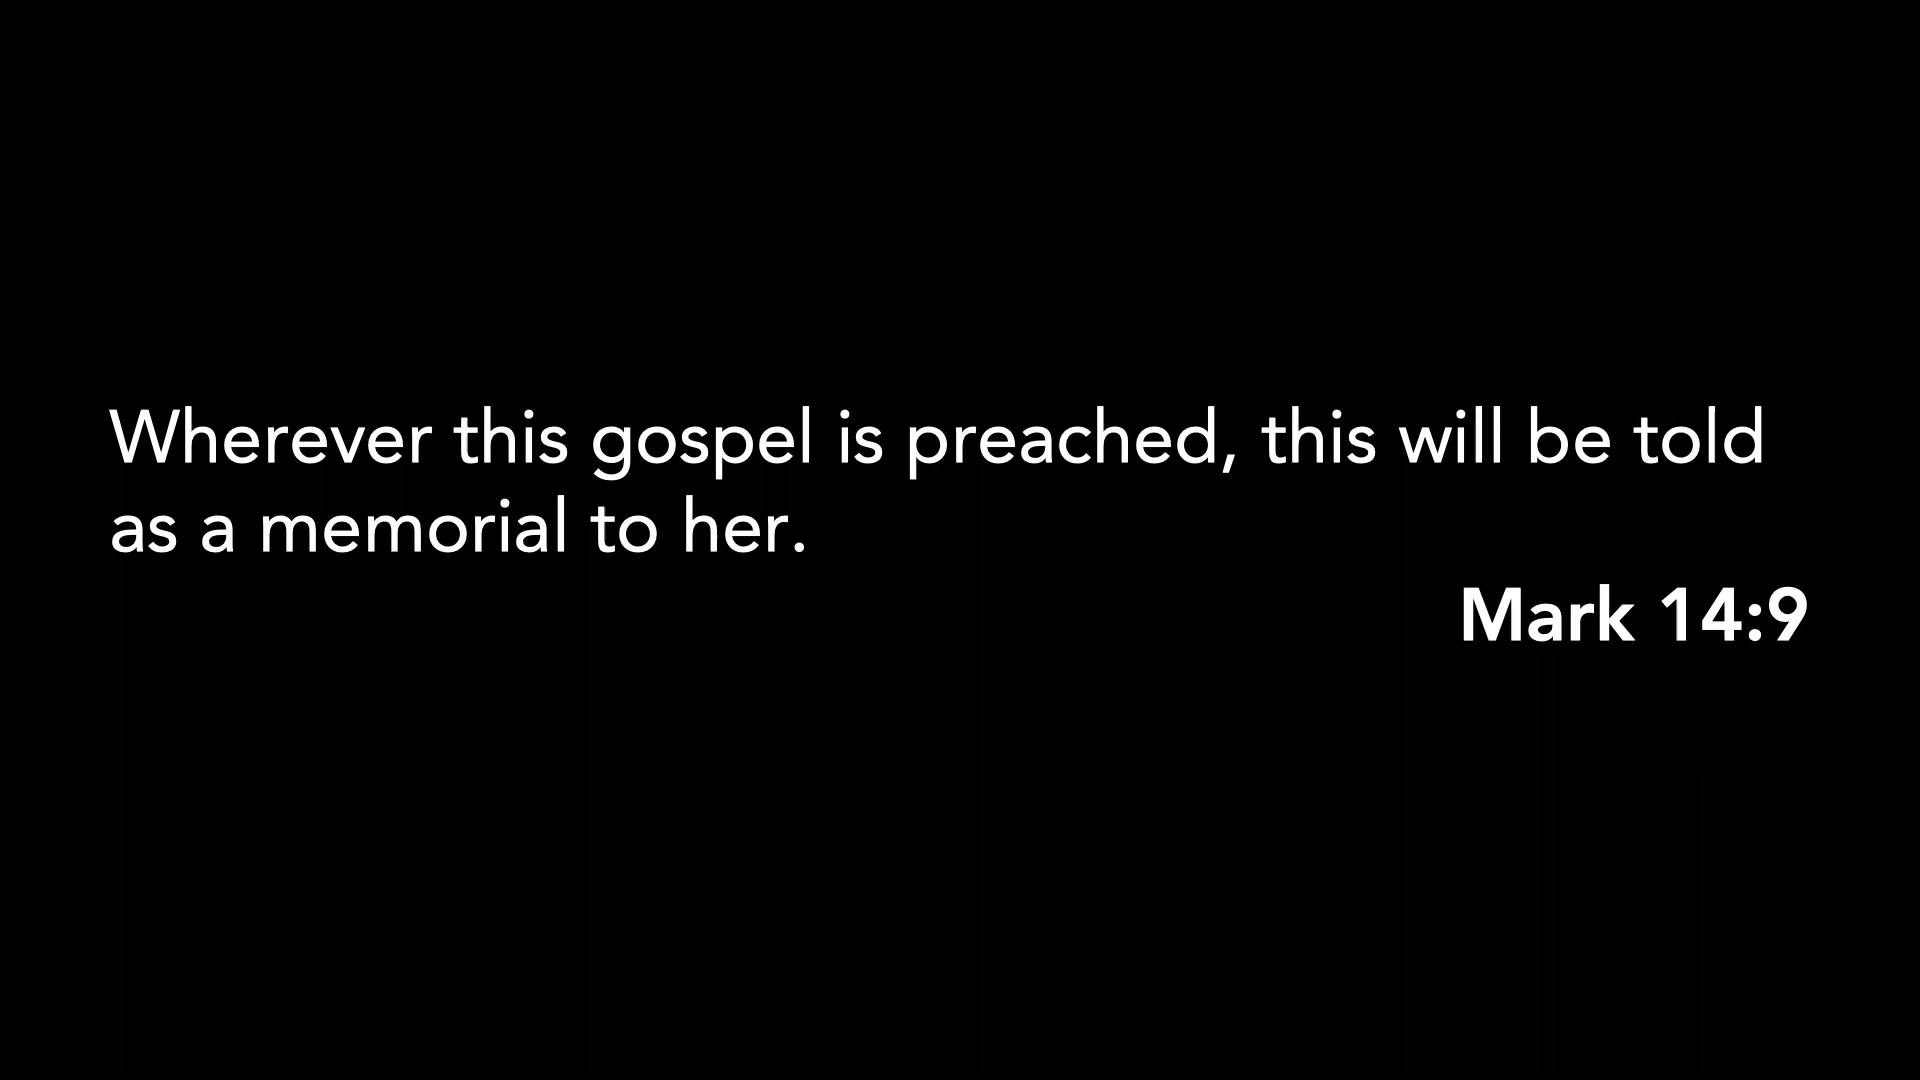 Wherever this gospel is preached, this will be told
as a memorial to her.
Mark 14:9